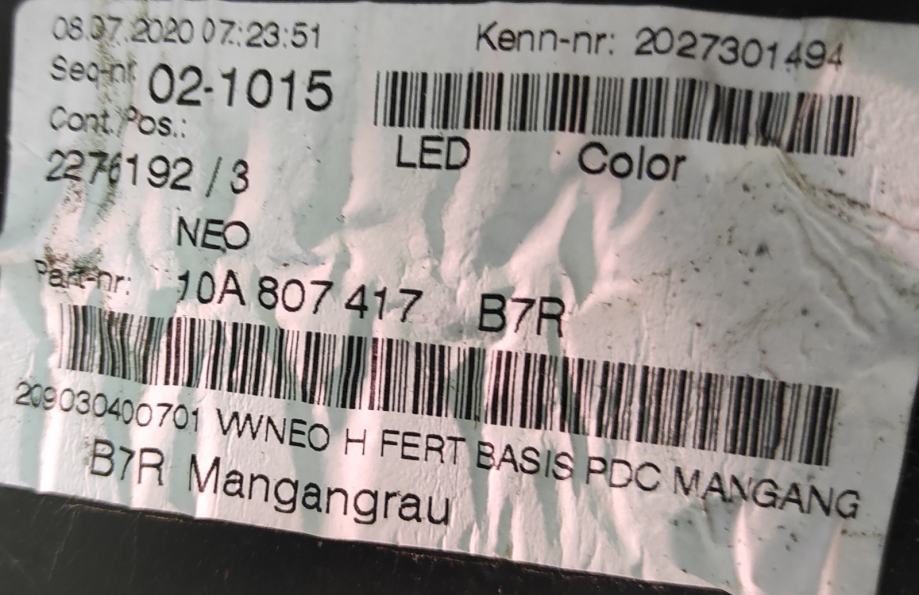 08.07.2020 07:23:51 Kenn-nr: 2027301494
Seq-nr 02-1015
Cont./Pos.:
LED Color
2276192 / 3
NEO
Part-nr: 10A 807 417 B7R
209030400701 VWNEO H FERT BASIS PDC MANGANG
B7R Mangangrau